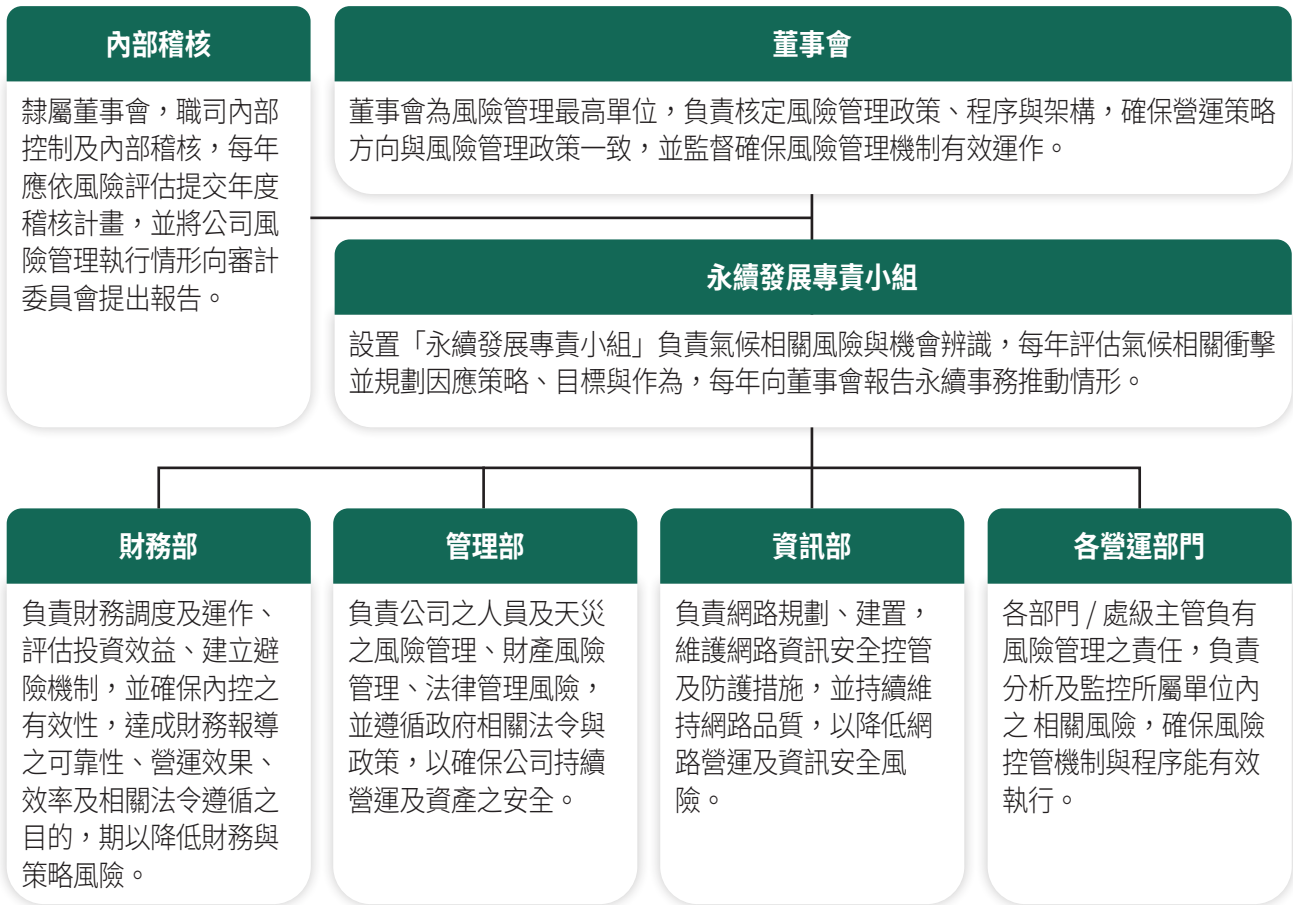 內部稽核
隸屬董事會，職司內部
控制及內部稽核，每年
應依風險評估提交年度
稽核計畫，並將公司風
險管理執行情形向審計
委員會提出報告。
董事會
董事會為風險管理最高單位，負責核定風險管理政策、程序與架構，確保營運策略
方向與風險管理政策一致，並監督確保風險管理機制有效運作。
永續發展專責小組
設置「永續發展專責小組」負責氣候相關風險與機會辨識，每年評估氣候相關衝擊
並規劃因應策略、目標與作為，每年向董事會報告永續事務推動情形。
財務部
負責財務調度及運作、
評估投資效益、建立避
險機制，並確保內控之
有效性，達成財務報導
之可靠性、營運效果、
效率及相關法令遵循之
目的，期以降低財務與
策略風險。
管理部
負責公司之人員及天災
之風險管理、財產風險
管理、法律管理風險，
並遵循政府相關法令與
政策，以確保公司持續
營運及資產之安全。
資訊部
負責網路規劃、建置，
維護網路資訊安全控管
及防護措施，並持續維
持網路品質，以降低網
路營運及資訊安全風
險。
各營運部門
各部門 / 處級主管負有
風險管理之責任，負責
分析及監控所屬單位內
之 相關風險，確保風險
控管機制與程序能有效
執行。